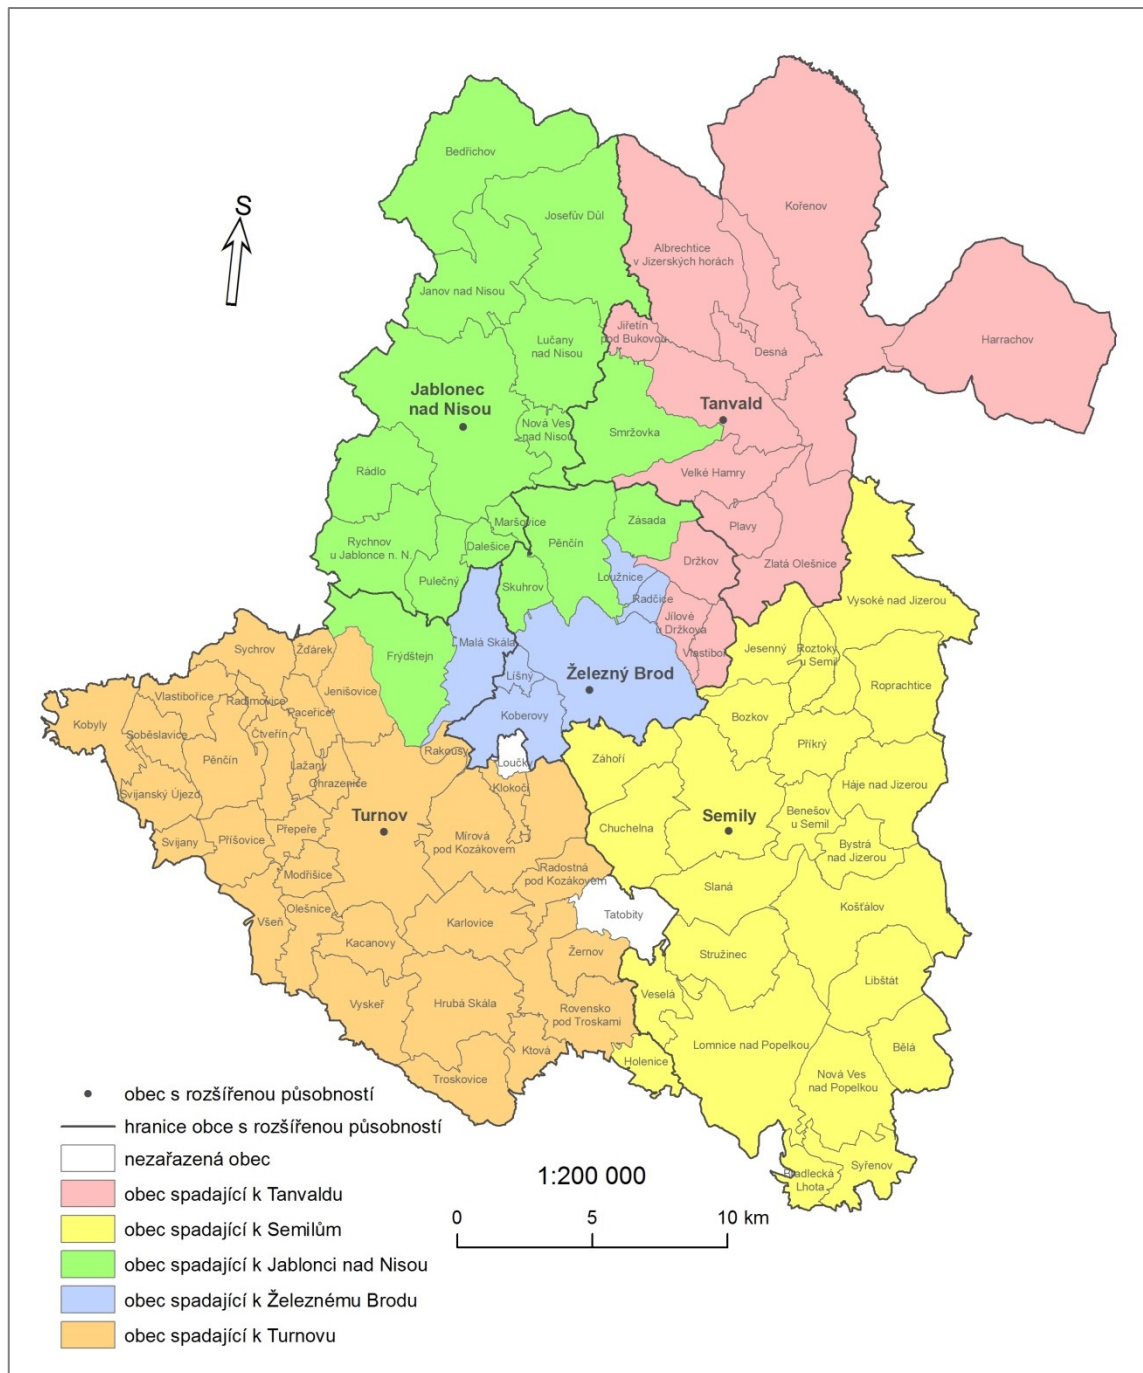 S
Bedřichov
Kořenov
Josefův Důl
Albrechtice
v Jizerských horách
Janov nad Nisou
Jiřetín
pod Bukovou
Lučany
nad Nisou
Desná
Harrachov
Jablonec
nad Nisou
Tanvald
Nová Ves
nad Nisou
Smržovka
Rádlo
Velké Hamry
Maršovice
Zásada
Plavy
Rychnov
u Jablonce n. N.
Dalešice
Pěnčín
Držkov
Zlatá Olešnice
Pulečný
Skuhrov
Loužnice
Radčice
Vysoké nad Jizerou
Jílové
u Držkova
Malá Skála
Frýdštejn
Vlastiboř
Jesenný
Roztoky
u Semil
Sychrov
Žďárek
Líšný
Železný Brod
Roprachtice
Jenišovice
Vlastibořice
Radimovice
Paceřice
Koberovy
Bozkov
Kobyly
Soběslavice
Čtveřín
Příkrý
Rakousy
Loučky
Záhoří
Pěnčín
Lažany
Ohrazenice
Klokočí
Háje nad Jizerou
Svijanský Újezd
Turnov
Semily
Benešov
u Semil
Přepeře
Chuchelna
Svijany
Příšovice
Mírová
pod Kozákovem
Bystrá
nad Jizerou
Modřišice
Radostná
pod Kozákovem
Slaná
Olešnice
Košťálov
Všeň
Karlovice
Tatobity
Kacanovy
Žernov
Stružinec
Libštát
Vyskeř
Hrubá Skála
Veselá
Rovensko
pod Troskami
Lomnice nad Popelkou
Bělá
Ktová
Holenice
Troskovice
Nová Ves
nad Popelkou
Bradlecká
Lhota
Syřenov
obec s rozšířenou působností
hranice obce s rozšířenou působností
nezařazená obec
obec spadající k Tanvaldu
obec spadající k Semilům
obec spadající k Jablonci nad Nisou
obec spadající k Železnému Brodu
obec spadající k Turnovu
1:200 000
0 5 10 km